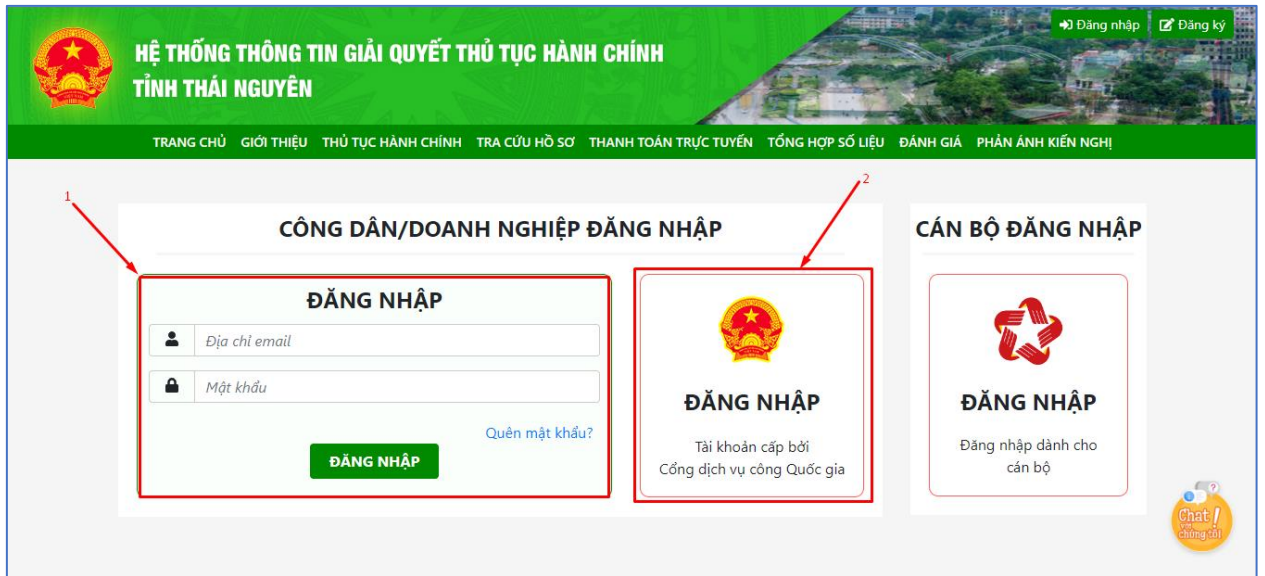 Đăng nhập
Đăng ký
HỆ THỐNG THÔNG TIN GIẢI QUYẾT THỦ TỤC HÀNH CHÍNH
TỈNH THÁI NGUYÊN
TRANG CHỦ GIỚI THIỆU THỦ TỤC HÀNH CHÍNH TRA CỨU HỒ SƠ THANH TOÁN TRỰC TUYẾN TỔNG HỢP SỐ LIỆU ĐÁNH GIÁ PHẢN ÁNH KIẾN NGHỊ
1
2
CÔNG DÂN/DOANH NGHIỆP ĐĂNG NHẬP
ĐĂNG NHẬP
Địa chỉ email
Mật khẩu
Quên mật khẩu?
ĐĂNG NHẬP
ĐĂNG NHẬP
Tài khoản cấp bởi
Cổng dịch vụ công Quốc gia
CÁN BỘ ĐĂNG NHẬP
ĐĂNG NHẬP
Đăng nhập dành cho
cán bộ
Chat !
với
chúng tôi